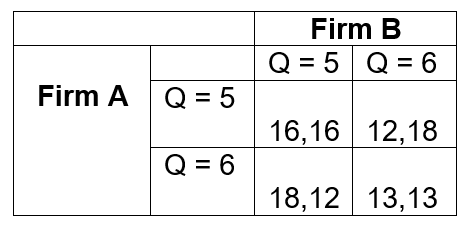 Firm B
Q = 5 Q = 6
Firm A Q = 5
16,16 12,18
Q = 6
18,12 13,13